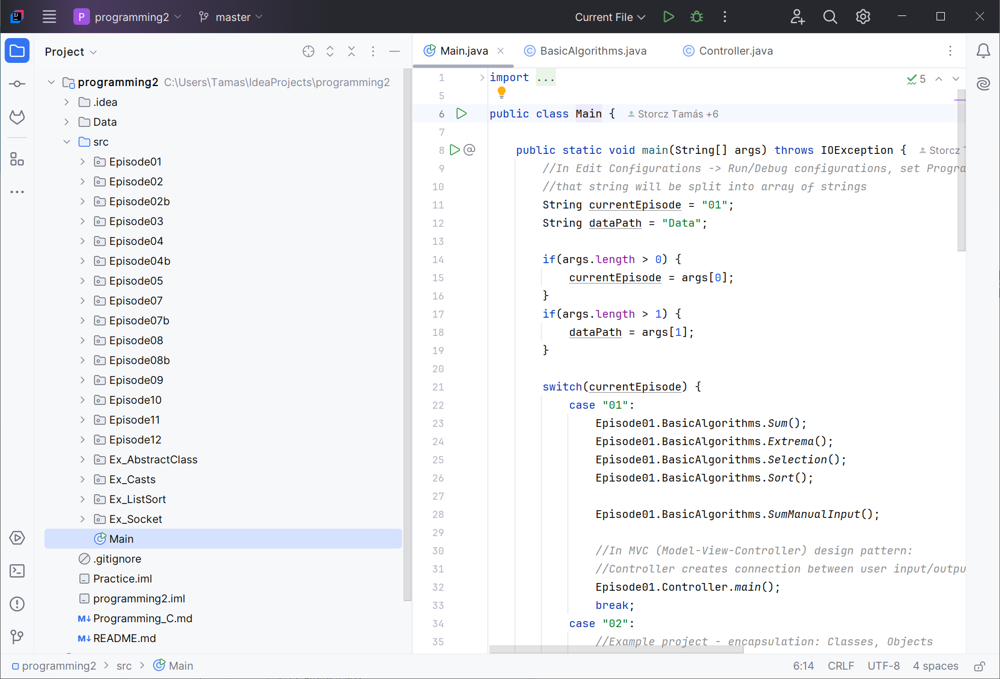 P programming2 master Current File
Project
Main.java BasicAlgorithms.java Controller.java
programming2 C:\Users\Tamas\IdeaProjects\programming2
.idea
Data
src
Episode01
Episode02
Episode02b
Episode03
Episode04
Episode04b
Episode05
Episode07
Episode07b
Episode08
Episode08b
Episode09
Episode10
Episode11
Episode12
Ex_AbstractClass
Ex_Casts
Ex_ListSort
Ex_Socket
Main
.gitignore
Practice.iml
programming2.iml
M↓ Programming_C.md
M↓ README.md
5
1 import ...
5
6 public class Main { Storcz Tamás +6
7
8 public static void main(String[] args) throws IOException { Storcz
9 //In Edit Configurations -> Run/Debug configurations, set Progra
10 //that string will be split into array of strings
11 String currentEpisode = "01";
12 String dataPath = "Data";
13
14 if(args.length > 0) {
15 currentEpisode = args[0];
16 }
17 if(args.length > 1) {
18 dataPath = args[1];
19 }
20
21 switch(currentEpisode) {
22 case "01":
23 Episode01.BasicAlgorithms.Sum();
24 Episode01.BasicAlgorithms.Extrema();
25 Episode01.BasicAlgorithms.Selection();
26 Episode01.BasicAlgorithms.Sort();
27
28 Episode01.BasicAlgorithms.SumManualInput();
29
30 //In MVC (Model-View-Controller) design pattern:
31 //Controller creates connection between user input/outpu
32 Episode01.Controller.main();
33 break;
34 case "02":
35 //Example project - encapsulation: Classes, Objects
programming2 > src > Main 6:14 CRLF UTF-8 4 spaces